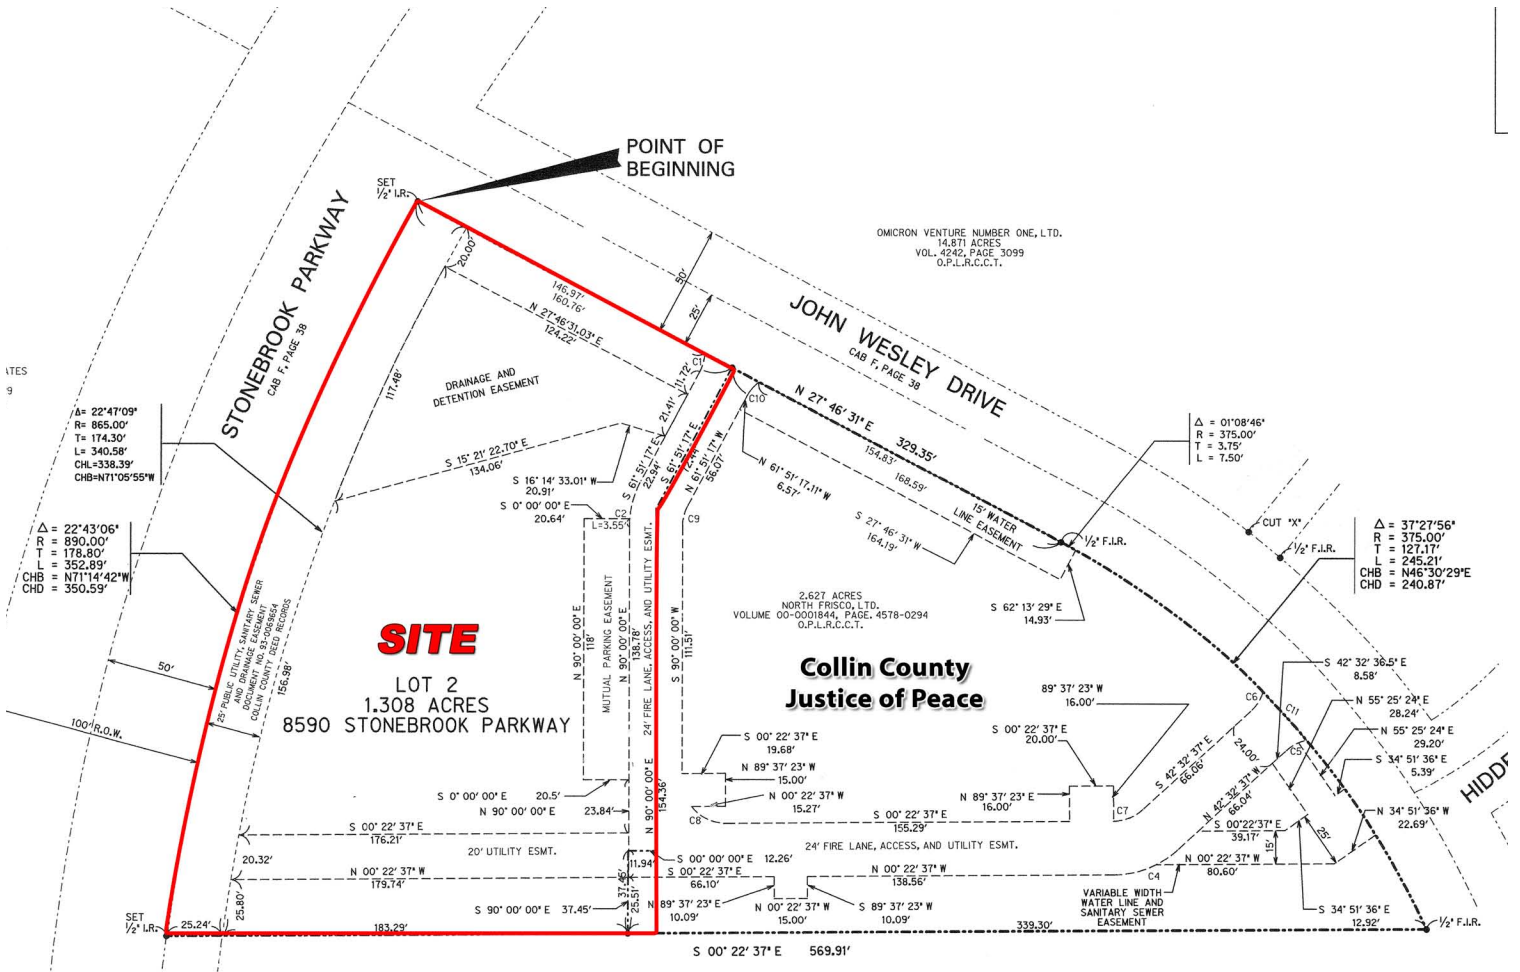 POINT OF
BEGINNING
SET
1/2" I.R.
STONEBROOK PARKWAY
CAB F, PAGE 38
OMICRON VENTURE NUMBER ONE, LTD.
14.871 ACRES
VOL. 4242, PAGE 3099
O.P.L.R.C.C.T.
JOHN WESLEY DRIVE
CAB F, PAGE 38
20.00'
146.97'
160.76'
N 27°46'31.03" E
124.22'
50'
25'
C1
11.72'
21.41'
DRAINAGE AND
DETENTION EASEMENT
117.48'
ATES
9
Δ= 22°47'09"
R= 865.00'
T= 174.30'
L= 340.58'
CHL=338.39'
CHB=N71°05'55"W
Δ = 22°43'06"
R = 890.00'
T = 178.80'
L = 352.89'
CHB = N71°14'42"W
CHD = 350.59'
S 15° 21' 22.70" E
134.06'
S 16° 14' 33.01" W
20.91'
S 0° 00' 00" E
20.64'
C2
L=3.55'
S 61° 51' 17" E
22.94'
S 61° 51' 17" E
N 61° 51' 17" W
56.07'
C9
C10
N 61° 51' 17.11" W
6.57'
N 27° 46' 31" E 329.35'
154.83'
168.59'
15' WATER
LINE EASEMENT
S 27° 46' 31" W
164.19'
Δ = 01°08'46"
R = 375.00'
T = 3.75'
L = 7.50'
1/2" F.I.R.
CUT "X"
1/2" F.I.R.
Δ = 37°27'56"
R = 375.00'
T = 127.17'
L = 245.21'
CHB = N46°30'29"E
CHD = 240.87'
S 62° 13' 29" E
14.93'
2.627 ACRES
NORTH FRISCO, LTD.
VOLUME 00-0001844, PAGE. 4578-0294
O.P.L.R.C.C.T.
Collin County
Justice of Peace
SITE
LOT 2
1.308 ACRES
8590 STONEBROOK PARKWAY
25' PUBLIC UTILITY, SANITARY SEWER
AND DRAINAGE EASEMENT
DOCUMENT NO. 93-0069654
COLLIN COUNTY DEED RECORDS
156.98'
50'
100' R.O.W.
N 90° 00' 00" E
118'
MUTUAL PARKING EASEMENT
N 90° 00' 00" E
138.78'
24' FIRE LANE, ACCESS, AND UTILITY ESMT.
S 90° 00' 00" W
111.51'
N 90° 00' 00" E
154.36'
S 00° 22' 37" E
19.68'
N 89° 37' 23" W
15.00'
N 00° 22' 37" W
15.27'
C8
S 0° 00' 00" E 20.5'
N 90° 00' 00" E 23.84'
S 00° 22' 37" E
176.21'
20' UTILITY ESMT.
20.32'
N 00° 22' 37" W
179.74'
25.80'
11.94'
S 00° 00' 00" E 12.26'
37.45'
25.51'
S 00° 22' 37" E
66.10'
S 90° 00' 00" E 37.45'
N 89° 37' 23" E
10.09'
N 00° 22' 37" W
15.00'
S 89° 37' 23" W
10.09'
S 00° 22' 37" E
155.29'
24' FIRE LANE, ACCESS, AND UTILITY ESMT.
N 00° 22' 37" W
138.56'
S 00° 22' 37" E
20.00'
89° 37' 23" W
16.00'
N 89° 37' 23" E
16.00'
C7
S 42° 32' 37" E
66.06'
24.00'
N 42° 32' 37" W
66.04'
C6
C11
C5
S 42° 32' 36.5" E
8.58'
N 55° 25' 24" E
28.24'
N 55° 25' 24" E
29.20'
S 34° 51' 36" E
5.39'
N 34° 51' 36" W
22.69'
HIDDE
S 00°22'37" E
39.17'
15'
25'
N 00° 22' 37" W
80.60'
C4
VARIABLE WIDTH
WATER LINE AND
SANITARY SEWER
EASEMENT
S 34° 51' 36" E
12.92'
1/2" F.I.R.
SET
1/2" I.R.
25.24'
183.29'
339.30'
S 00° 22' 37" E 569.91'